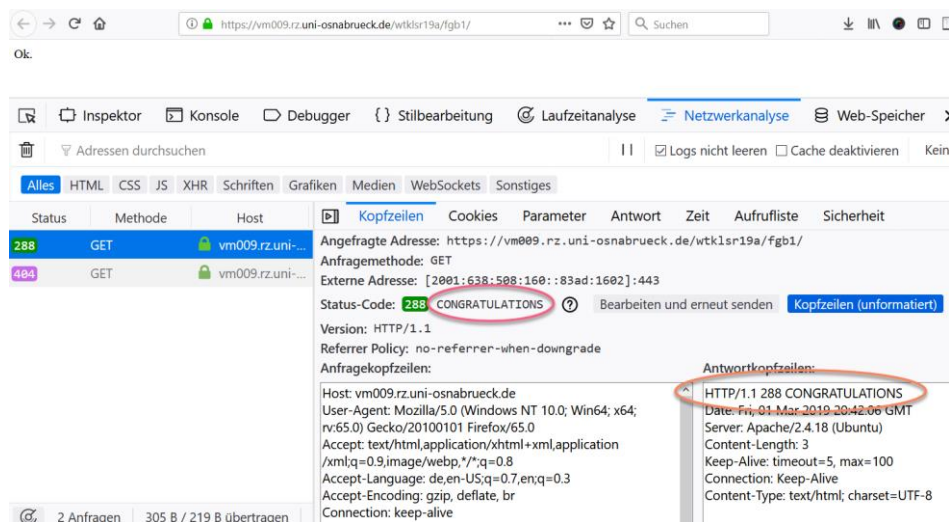 https://vm009.rz.uni-osnabrueck.de/wtklsr19a/fgb1/ Suchen
Ok.
Inspektor Konsole Debugger { } Stilbearbeitung Laufzeitanalyse Netzwerkanalyse Web-Speicher
Adressen durchsuchen Logs nicht leeren Cache deaktivieren Kein
Alles HTML CSS JS XHR Schriften Grafiken Medien WebSockets Sonstiges
Status Methode Host
288 GET vm009.rz.uni-...
404 GET vm009.rz.uni-...
Kopfzeilen Cookies Parameter Antwort Zeit Aufrufliste Sicherheit
Angefragte Adresse: https://vm009.rz.uni-osnabrueck.de/wtklsr19a/fgb1/
Anfragemethode: GET
Externe Adresse: [2001:638:508:160::83ad:1602]:443
Status-Code: 288 CONGRATULATIONS Bearbeiten und erneut senden Kopfzeilen (unformatiert)
Version: HTTP/1.1
Referrer Policy: no-referrer-when-downgrade
Anfragekopfzeilen:
Host: vm009.rz.uni-osnabrueck.de
User-Agent: Mozilla/5.0 (Windows NT 10.0; Win64; x64;
rv:65.0) Gecko/20100101 Firefox/65.0
Accept: text/html,application/xhtml+xml,application
/xml;q=0.9,image/webp,*/*;q=0.8
Accept-Language: de,en-US;q=0.7,en;q=0.3
Accept-Encoding: gzip, deflate, br
Connection: keep-alive
Antwortkopfzeilen:
HTTP/1.1 288 CONGRATULATIONS
Date: Fri, 01 Mar 2019 20:42:06 GMT
Server: Apache/2.4.18 (Ubuntu)
Content-Length: 3
Keep-Alive: timeout=5, max=100
Connection: Keep-Alive
Content-Type: text/html; charset=UTF-8
2 Anfragen 305 B / 219 B übertragen